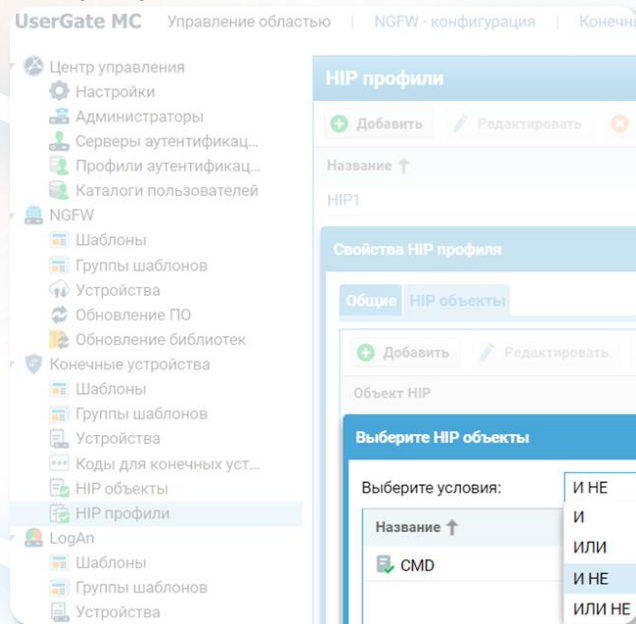 UserGate MC Управление областью | NGFW - конфигурация |
Центр управления
Настройки
Администраторы
Серверы аутентификац...
Профили аутентификац...
Каталоги пользователей
NGFW
Шаблоны
Группы шаблонов
Устройства
Обновление ПО
Обновление библиотек
Конечные устройства
Шаблоны
Группы шаблонов
Устройства
Коды для конечных уст...
HIP объекты
HIP профили
LogAn
Шаблоны
Группы шаблонов
Устройства
HIP профили
Добавить Редактировать
Название
HIP1
Свойства HIP профиля
Общие HIP объекты
Добавить Редактировать
Объект HIP
Выберите HIP объекты
Выберите условия: И НЕ
Название
CMD
И
ИЛИ
И НЕ
ИЛИ НЕ